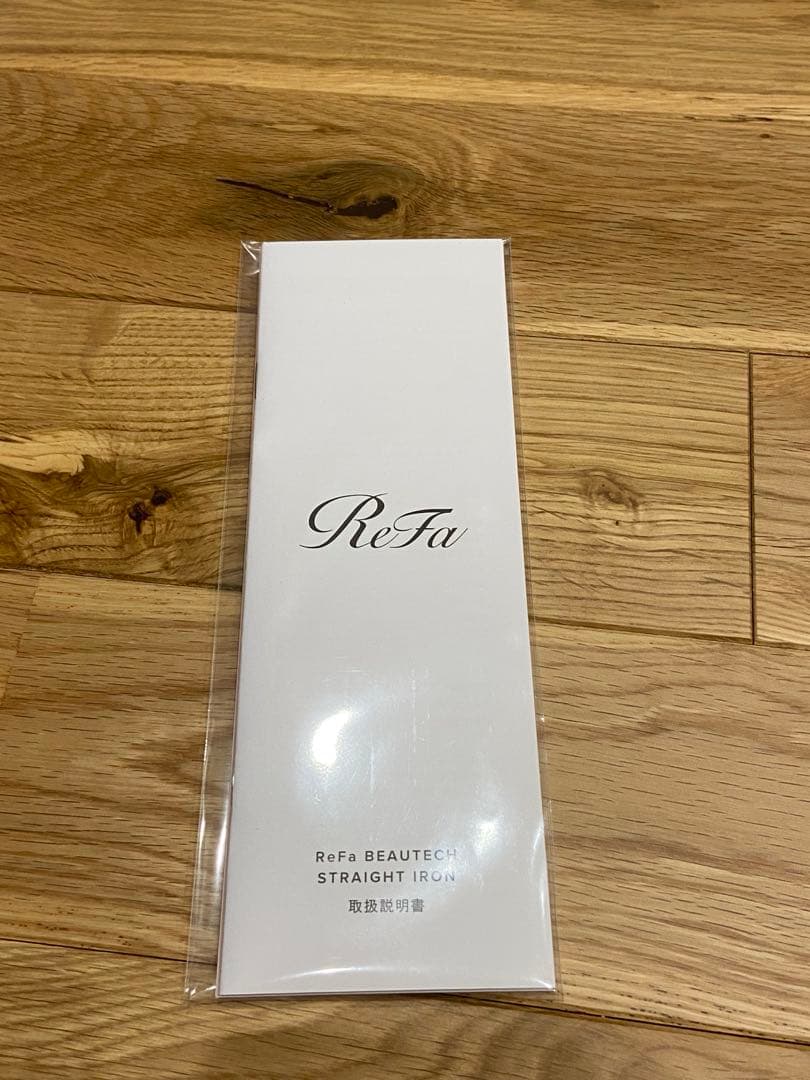 ReFa
ReFa BEAUTECH
STRAIGHT IRON
取扱説明書